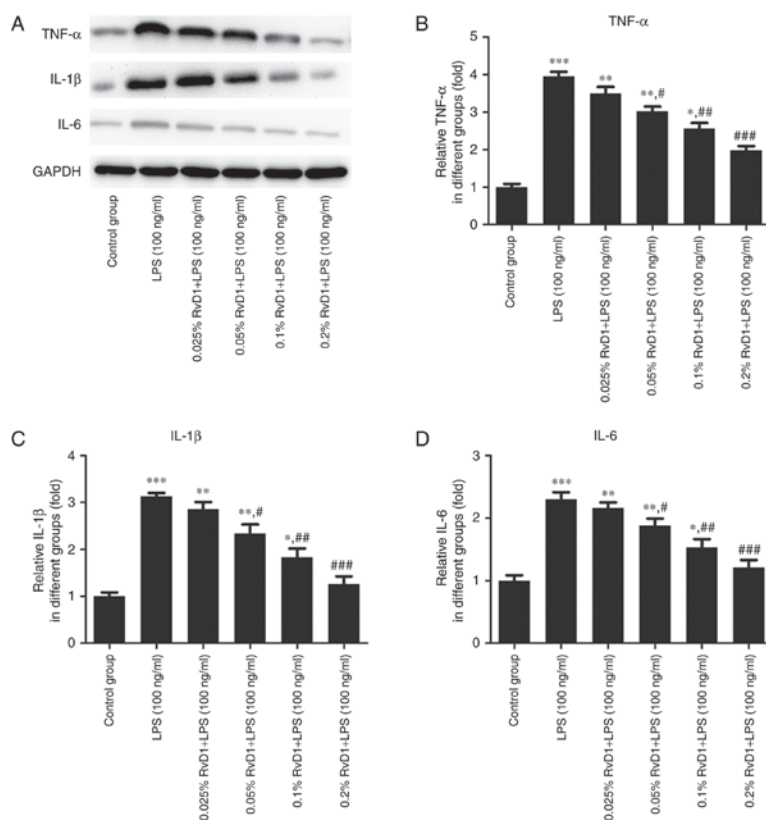 A
TNF-α
IL-1β
IL-6
GAPDH
Control group
LPS (100 ng/ml)
0.025% RvD1+LPS (100 ng/ml)
0.05% RvD1+LPS (100 ng/ml)
0.1% RvD1+LPS (100 ng/ml)
0.2% RvD1+LPS (100 ng/ml)
B
TNF-α
Relative TNF-α
in different groups (fold)
5
4
3
2
1
0
***
**
**,#
*,##
###
Control group
LPS (100 ng/ml)
0.025% RvD1+LPS (100 ng/ml)
0.05% RvD1+LPS (100 ng/ml)
0.1% RvD1+LPS (100 ng/ml)
0.2% RvD1+LPS (100 ng/ml)
C
IL-1β
Relative IL-1β
in different groups (fold)
4
3
2
1
0
***
**
**,#
*,##
###
Control group
LPS (100 ng/ml)
0.025% RvD1+LPS (100 ng/ml)
0.05% RvD1+LPS (100 ng/ml)
0.1% RvD1+LPS (100 ng/ml)
0.2% RvD1+LPS (100 ng/ml)
D
IL-6
Relative IL-6
in different groups (fold)
3
2
1
0
***
**
**,#
*,##
###
Control group
LPS (100 ng/ml)
0.025% RvD1+LPS (100 ng/ml)
0.05% RvD1+LPS (100 ng/ml)
0.1% RvD1+LPS (100 ng/ml)
0.2% RvD1+LPS (100 ng/ml)